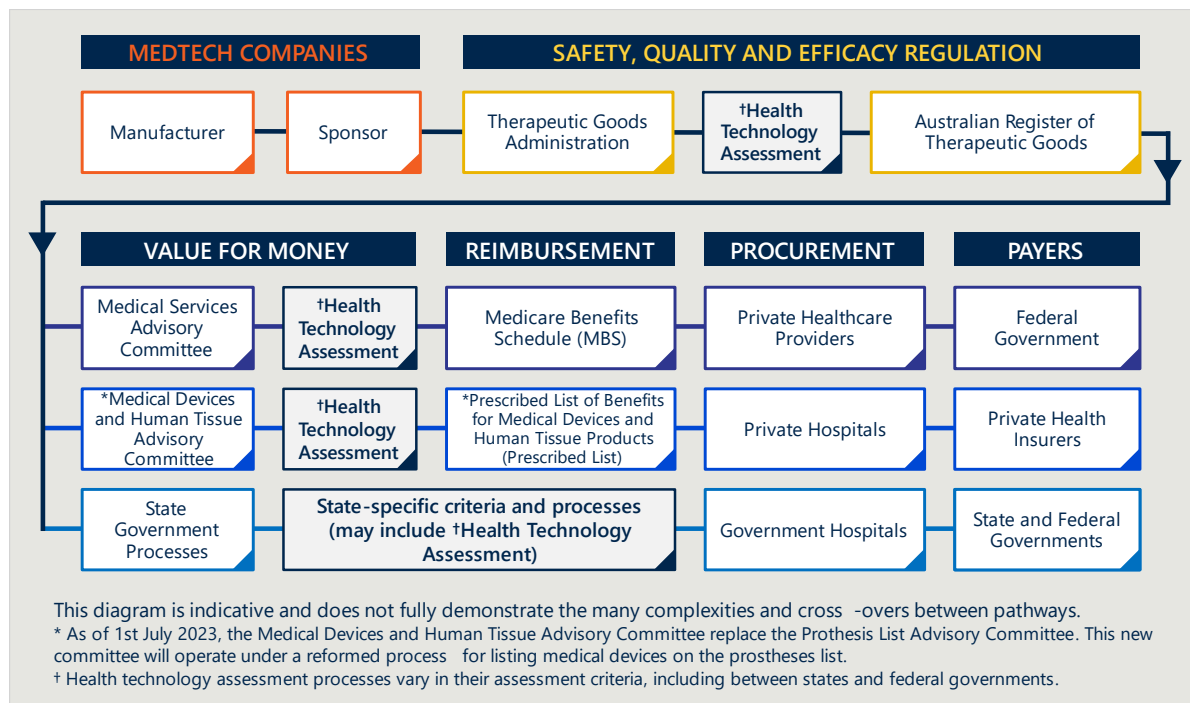 MEDTECH COMPANIES
SAFETY, QUALITY AND EFFICACY REGULATION
Manufacturer
Sponsor
Therapeutic Goods
Administration
†Health
Technology
Assessment
Australian Register of
Therapeutic Goods
VALUE FOR MONEY
REIMBURSEMENT
PROCUREMENT
PAYERS
Medical Services
Advisory
Committee
†Health
Technology
Assessment
Medicare Benefits
Schedule (MBS)
Private Healthcare
Providers
Federal
Government
*Medical Devices
and Human Tissue
Advisory
Committee
†Health
Technology
Assessment
*Prescribed List of Benefits
for Medical Devices and
Human Tissue Products
(Prescribed List)
Private Hospitals
Private Health
Insurers
State
Government
Processes
State-specific criteria and processes
(may include †Health Technology
Assessment)
Government Hospitals
State and Federal
Governments
This diagram is indicative and does not fully demonstrate the many complexities and cross -overs between pathways.
* As of 1st July 2023, the Medical Devices and Human Tissue Advisory Committee replace the Prothesis List Advisory Committee. This new
committee will operate under a reformed process for listing medical devices on the prostheses list.
† Health technology assessment processes vary in their assessment criteria, including between states and federal governments.